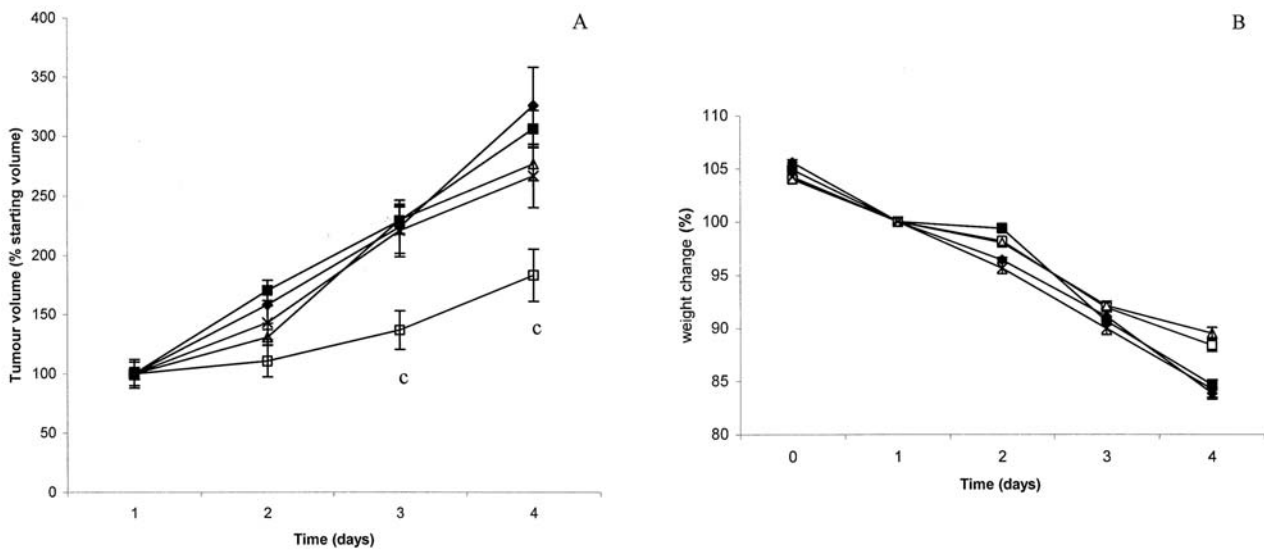 A
Tumour volume (% starting volume)
400
350
300
250
200
150
100
50
0
c
c
1 2 3 4
Time (days)
B
weight change (%)
110
105
100
95
90
85
80
0 1 2 3 4
Time (days)